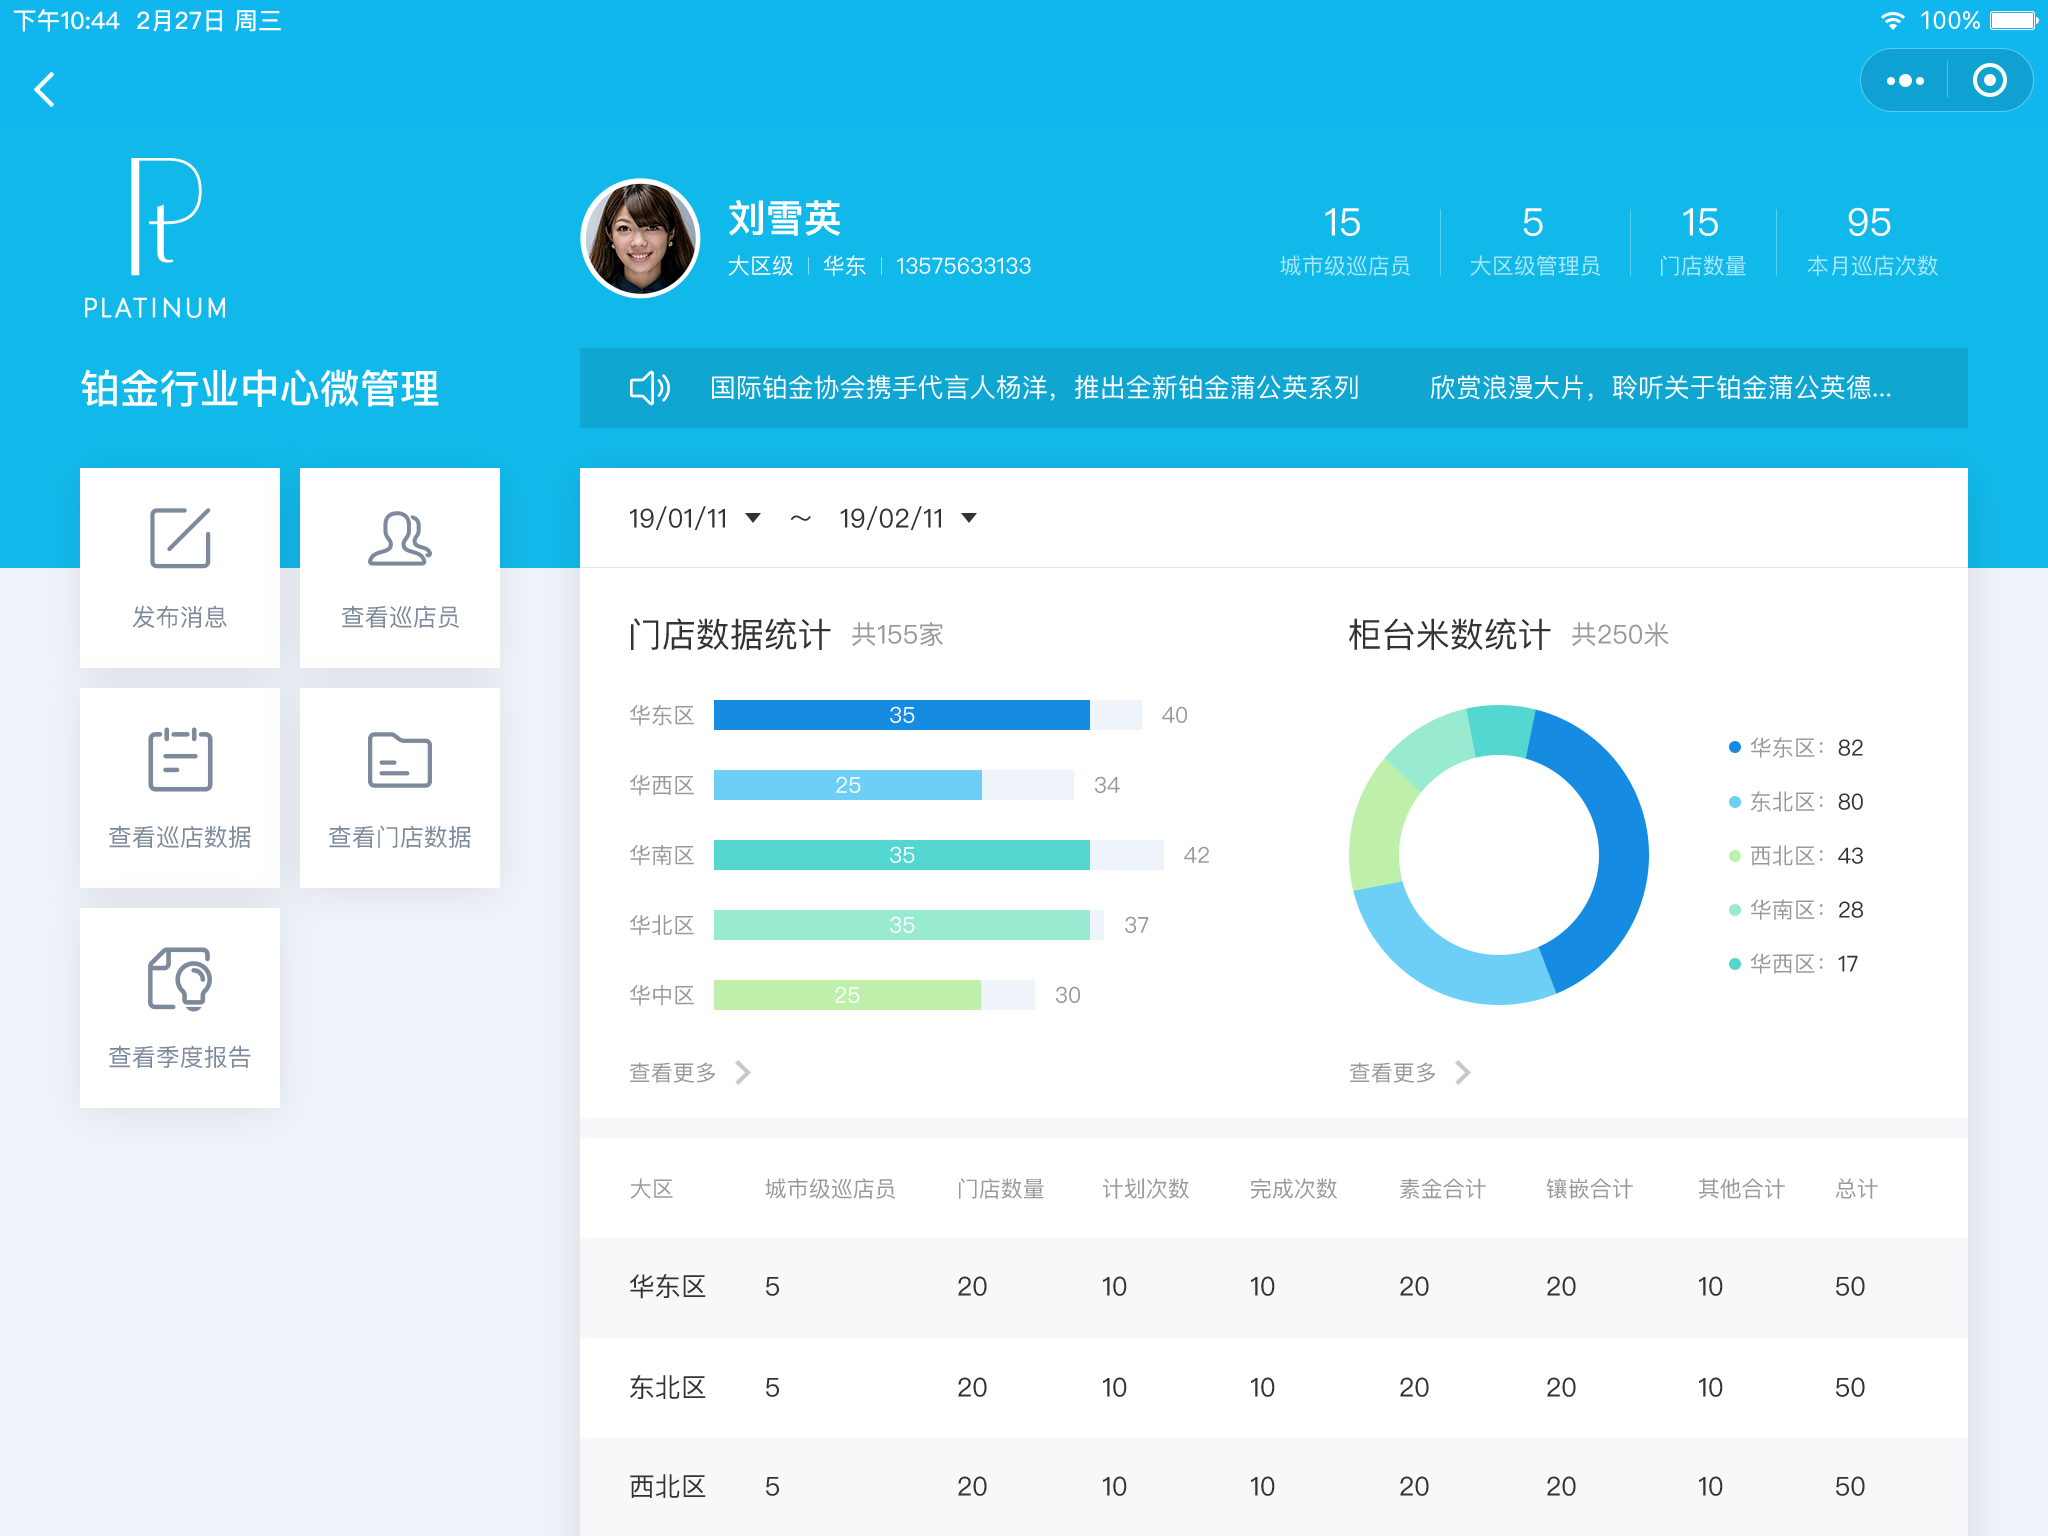 下午10:44 2月27日 周三
100%
Pt
PLATINUM
铂金行业中心微管理
刘雪英
大区级 华东 13575633133
15 5 15 95
城市级巡店员 大区级管理员 门店数量 本月巡店次数
国际铂金协会携手代言人杨洋，推出全新铂金蒲公英系列 欣赏浪漫大片，聆听关于铂金蒲公英德...
发布消息 查看巡店员
查看巡店数据 查看门店数据
查看季度报告
19/01/11 ～ 19/02/11
门店数据统计 共155家
华东区 35 40
华西区 25 34
华南区 35 42
华北区 35 37
华中区 25 30
查看更多
柜台米数统计 共250米
华东区：82
东北区：80
西北区：43
华南区：28
华西区：17
查看更多
大区 城市级巡店员 门店数量 计划次数 完成次数 素金合计 镶嵌合计 其他合计 总计
华东区 5 20 10 10 20 20 10 50
东北区 5 20 10 10 20 20 10 50
西北区 5 20 10 10 20 20 10 50